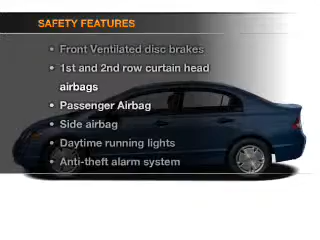 SAFETY FEATURES
• Front Ventilated disc brakes
• 1st and 2nd row curtain head
airbags
• Passenger Airbag
• Side airbag
• Daytime running lights
• Anti-theft alarm system